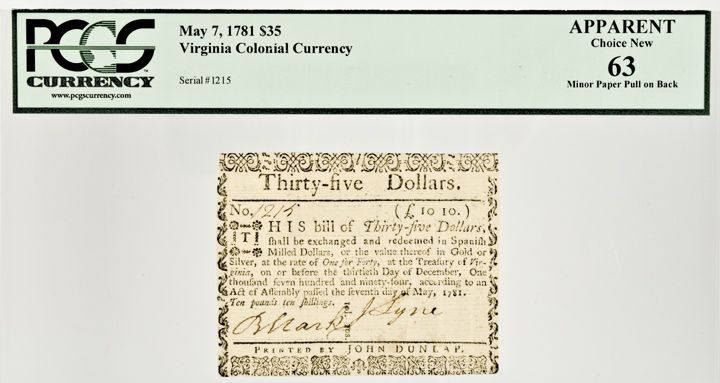 PCGS
CURRENCY
www.pcgscurrency.com
May 7, 1781 $35
Virginia Colonial Currency
Serial#1215
APPARENT
Choice New
63
Minor Paper Pull on Back
Thirty-five Dollars.
No. 1215 (£ 10 10.)
THIS bill of Thirty-five Dollars,
ſhall be exchanged and redeemed in Spaniſh
Milled Dollars, or the value thereof in Gold or
Silver, at the rate of One for Forty, at the Treaſury of Vir-
ginia, on or before the thirtieth Day of December, One
thouſand ſeven hundred and ninety-four, according to an
Act of Aſſembly paſſed the ſeventh day of May, 1781.
Ten pounds ten ſhillings.
J Lyne
PRINTED BY JOHN DUNLAP.